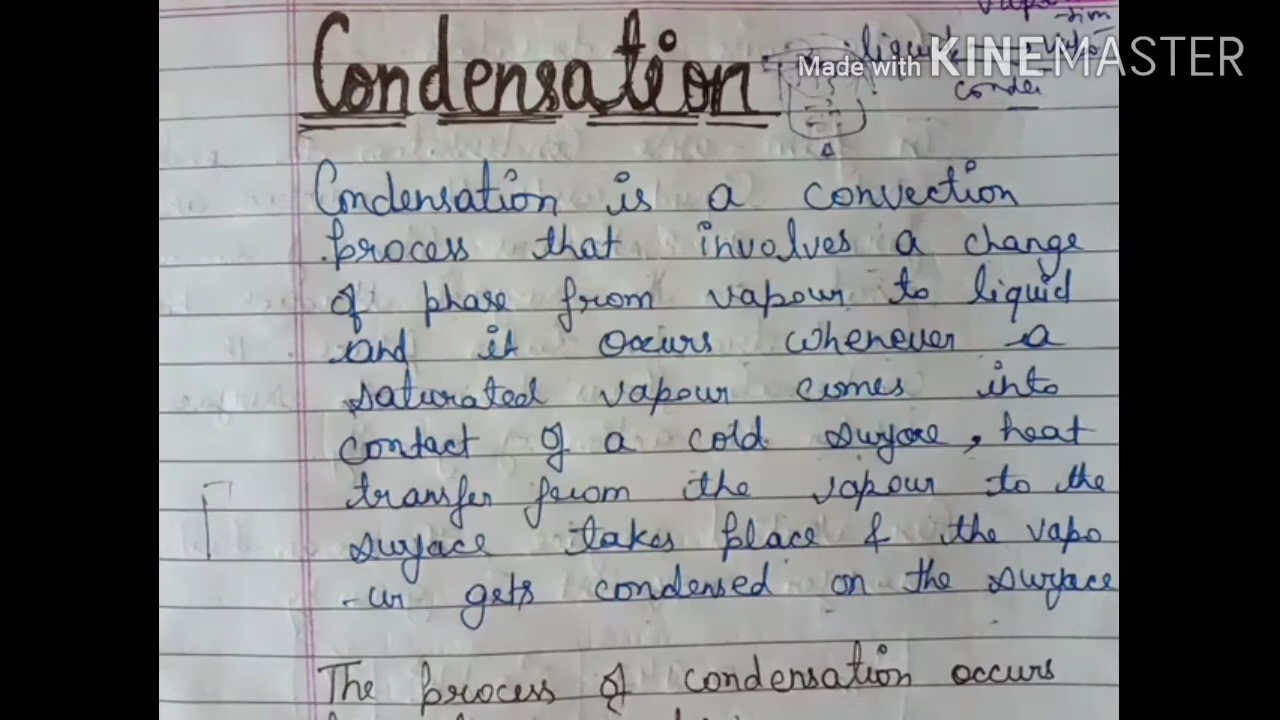 Condensation
Made with KINEMASTER
liquid
conde
Condensation is a convection
process that involves a change
of phase from vapour to liquid
and it occurs whenever a
saturated vapour comes into
contact of a cold surface, heat
transfer from the vapour to the
surface takes place & the vapo
-ur gets condensed on the surface
The process of condensation occurs